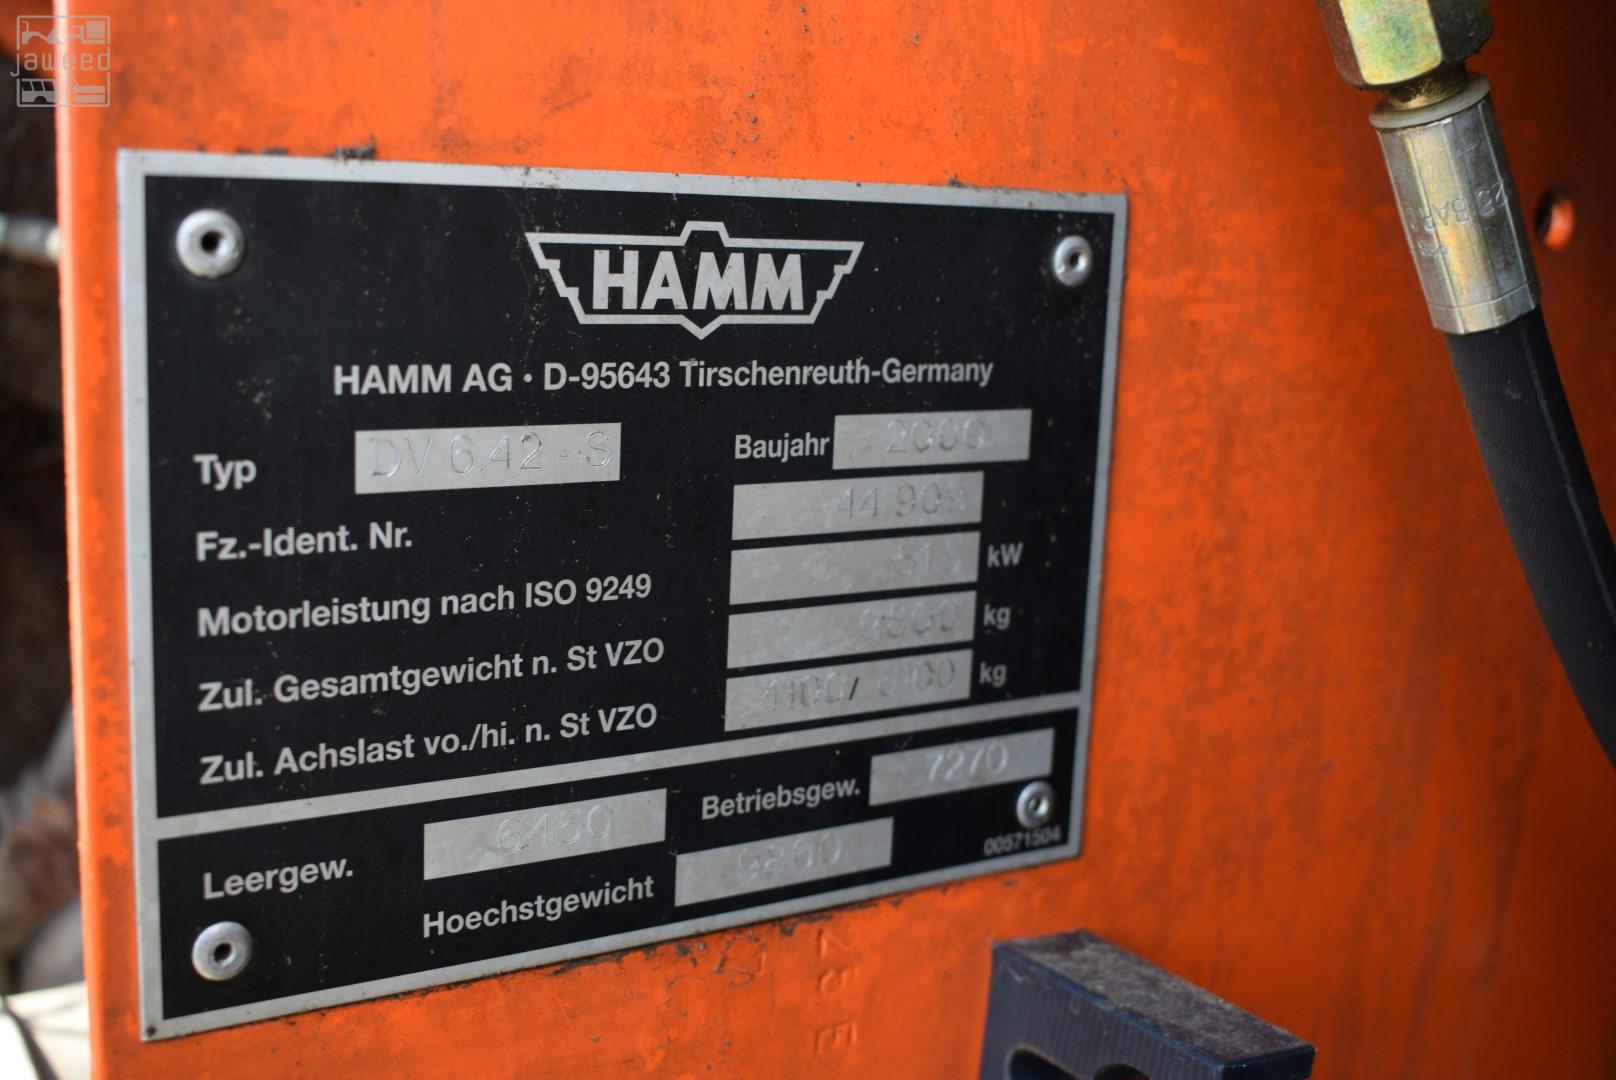 jaweed
HAMM
HAMM AG · D-95643 Tirschenreuth-Germany
Typ DV 6.42 - S Baujahr 2000
Fz.-Ident. Nr.
Motorleistung nach ISO 9249 kW
Zul. Gesamtgewicht n. St VZO kg
Zul. Achslast vo./hi. n. St VZO kg
Leergew. 6450 Betriebsgew. 7270
Hoechstgewicht 9860
00571504